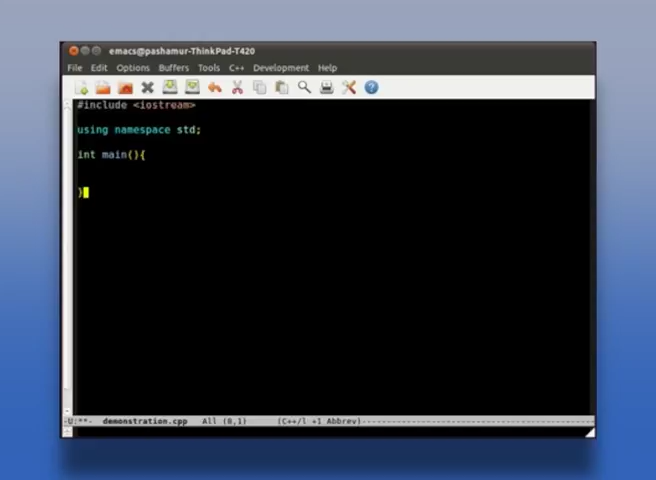 emacs@pashamur-ThinkPad-T420
File Edit Options Buffers Tools C++ Development Help
#include <iostream>
using namespace std;
int main(){
}
-U:**- demonstration.cpp All (8,1) (C++/l +1 Abbrev)